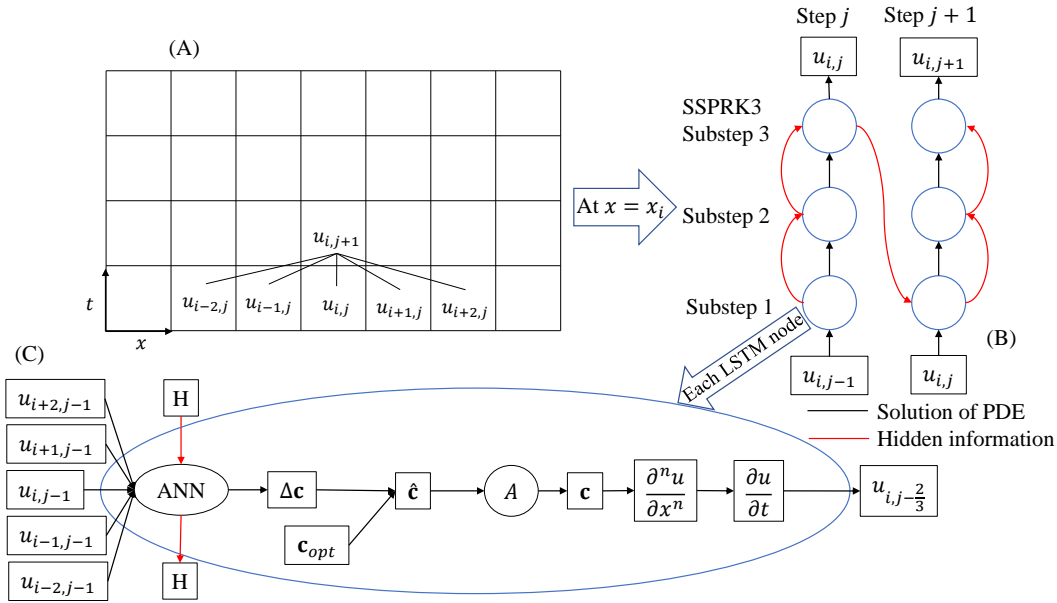 (A)
u_{i,j+1}
u_{i-2,j} u_{i-1,j} u_{i,j} u_{i+1,j} u_{i+2,j}
t
x
At x = x_i
Step j
Step j + 1
u_{i,j}
u_{i,j+1}
SSPRK3
Substep 3
Substep 2
Substep 1
(B)
u_{i,j-1}
u_{i,j}
Solution of PDE
Hidden information
Each LSTM node
(C)
u_{i+2,j-1}
u_{i+1,j-1}
u_{i,j-1}
u_{i-1,j-1}
u_{i-2,j-1}
H
ANN
H
Δc
c_{opt}
ĉ
A
c
∂^n u / ∂x^n
∂u / ∂t
u_{i,j-2/3}